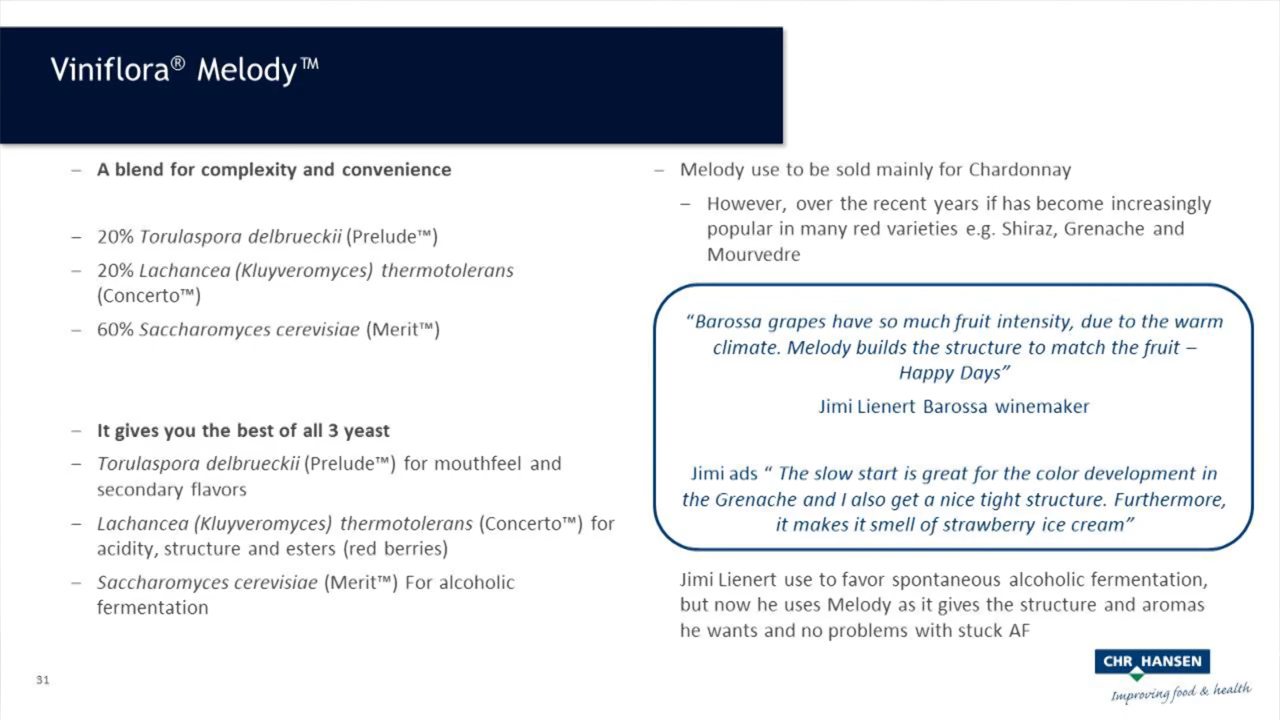 Viniflora® Melody™
– A blend for complexity and convenience
– 20% Torulaspora delbrueckii (Prelude™)
– 20% Lachancea (Kluyveromyces) thermotolerans
(Concerto™)
– 60% Saccharomyces cerevisiae (Merit™)
– It gives you the best of all 3 yeast
– Torulaspora delbrueckii (Prelude™) for mouthfeel and
secondary flavors
– Lachancea (Kluyveromyces) thermotolerans (Concerto™) for
acidity, structure and esters (red berries)
– Saccharomyces cerevisiae (Merit™) For alcoholic
fermentation
– Melody use to be sold mainly for Chardonnay
– However, over the recent years if has become increasingly
popular in many red varieties e.g. Shiraz, Grenache and
Mourvedre
“Barossa grapes have so much fruit intensity, due to the warm
climate. Melody builds the structure to match the fruit –
Happy Days”
Jimi Lienert Barossa winemaker
Jimi ads “ The slow start is great for the color development in
the Grenache and I also get a nice tight structure. Furthermore,
it makes it smell of strawberry ice cream”
Jimi Lienert use to favor spontaneous alcoholic fermentation,
but now he uses Melody as it gives the structure and aromas
he wants and no problems with stuck AF
31
CHR HANSEN
Improving food & health